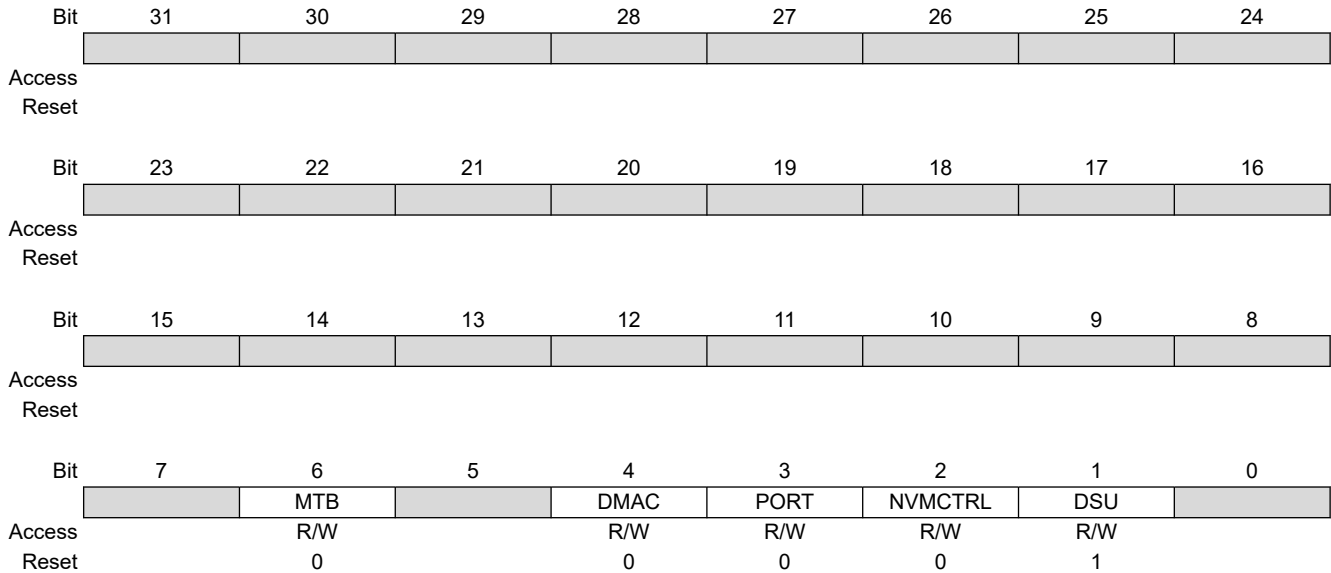 Bit 31 30 29 28 27 26 25 24
Access
Reset
Bit 23 22 21 20 19 18 17 16
Access
Reset
Bit 15 14 13 12 11 10 9 8
Access
Reset
Bit 7 6 5 4 3 2 1 0
MTB DMAC PORT NVMCTRL DSU
Access R/W R/W R/W R/W R/W
Reset 0 0 0 0 1